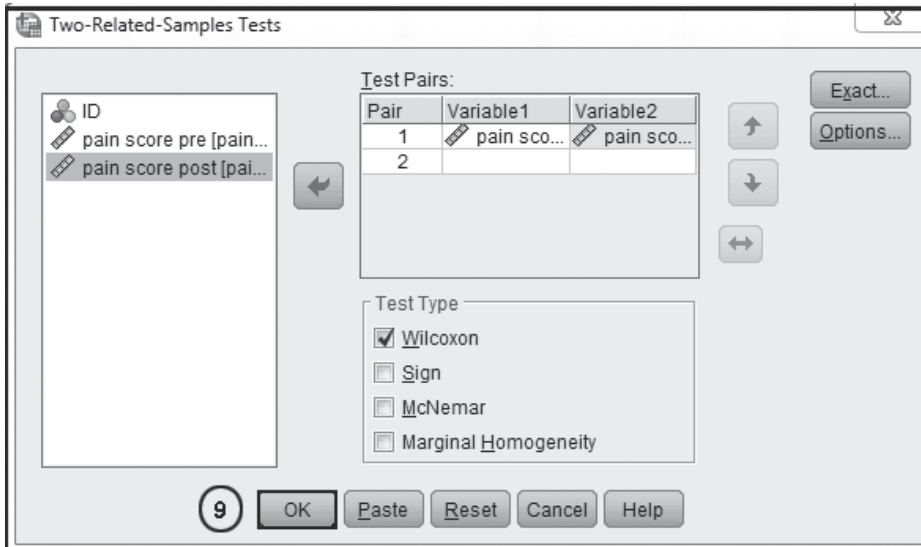 Two-Related-Samples Tests
ID
pain score pre [pain...
pain score post [pai...
Test Pairs:
Pair Variable1 Variable2
1 pain sco... pain sco...
2
Exact...
Options...
Test Type
Wilcoxon
Sign
McNemar
Marginal Homogeneity
9 OK Paste Reset Cancel Help